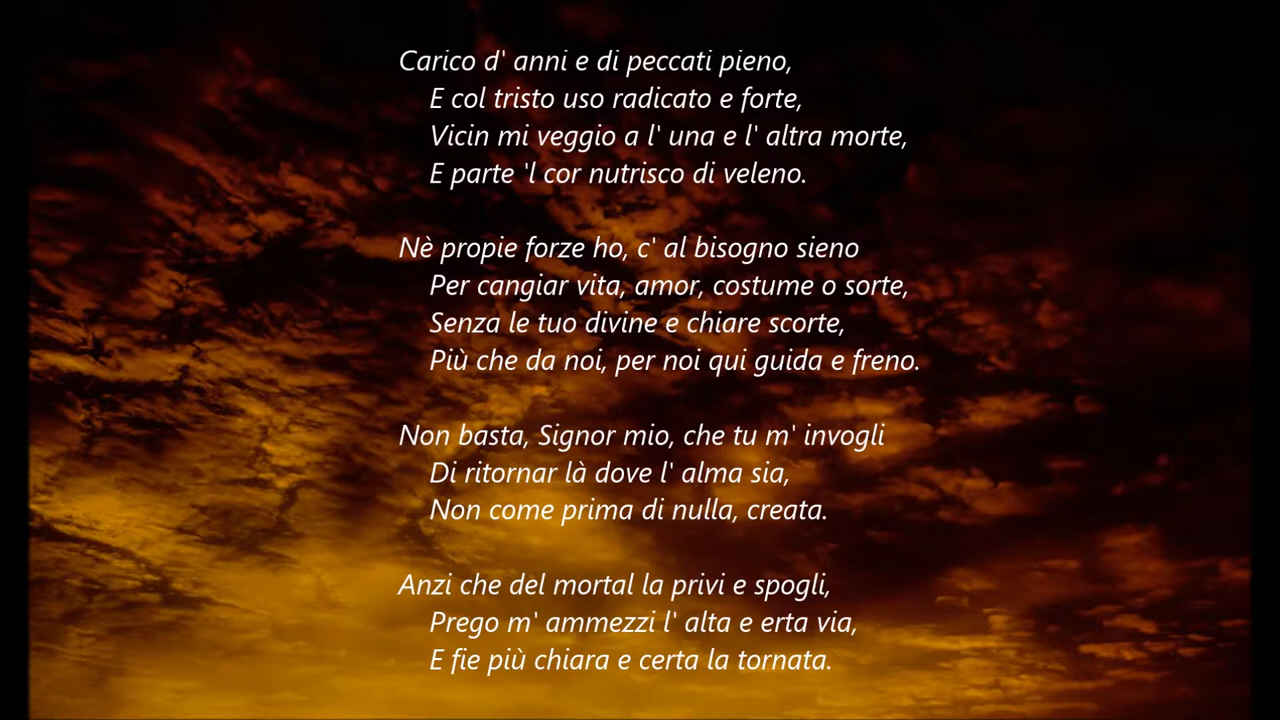 Carico d' anni e di peccati pieno,
E col tristo uso radicato e forte,
Vicin mi veggio a l' una e l' altra morte,
E parte 'l cor nutrisco di veleno.
Nè propie forze ho, c' al bisogno sieno
Per cangiar vita, amor, costume o sorte,
Senza le tuo divine e chiare scorte,
Più che da noi, per noi qui guida e freno.
Non basta, Signor mio, che tu m' invogli
Di ritornar là dove l' alma sia,
Non come prima di nulla, creata.
Anzi che del mortal la privi e spogli,
Prego m' ammezzi l' alta e erta via,
E fie più chiara e certa la tornata.